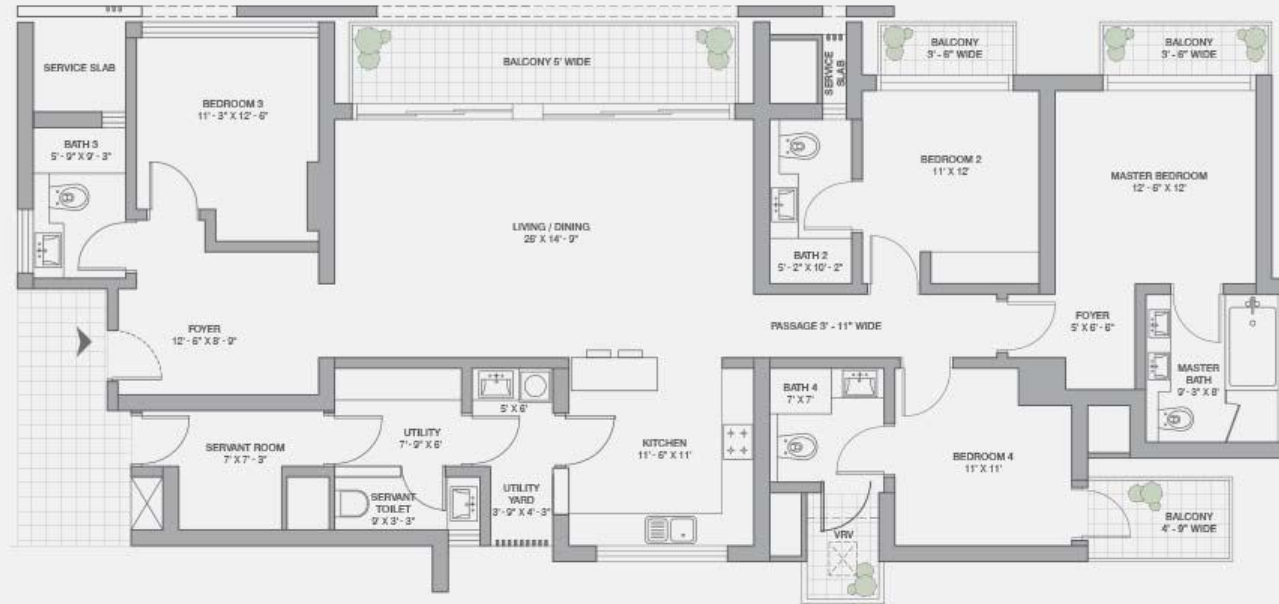 SERVICE SLAB
BEDROOM 3
11' - 3" X 12' - 6"
BALCONY 5' WIDE
SERVICE
SLAB
BALCONY
3' - 6" WIDE
BALCONY
3' - 6" WIDE
BATH 3
5' - 9" X 9' - 3"
BEDROOM 2
11' X 12'
MASTER BEDROOM
12' - 6" X 12'
LIVING / DINING
26' X 14' - 9"
BATH 2
5' - 2" X 10' - 2"
FOYER
12' - 6" X 8' - 9"
PASSAGE 3' - 11" WIDE
FOYER
5' X 6' - 6"
MASTER
BATH
9' - 3" X 8'
BATH 4
7' X 7'
5' X 6'
SERVANT ROOM
7' X 7' - 3"
UTILITY
7' - 9" X 6'
KITCHEN
11' - 6" X 11'
BEDROOM 4
11' X 11'
SERVANT
TOILET
9' X 3' - 3"
UTILITY
YARD
3' - 9" X 4' - 3"
VRV
BALCONY
4' - 9" WIDE